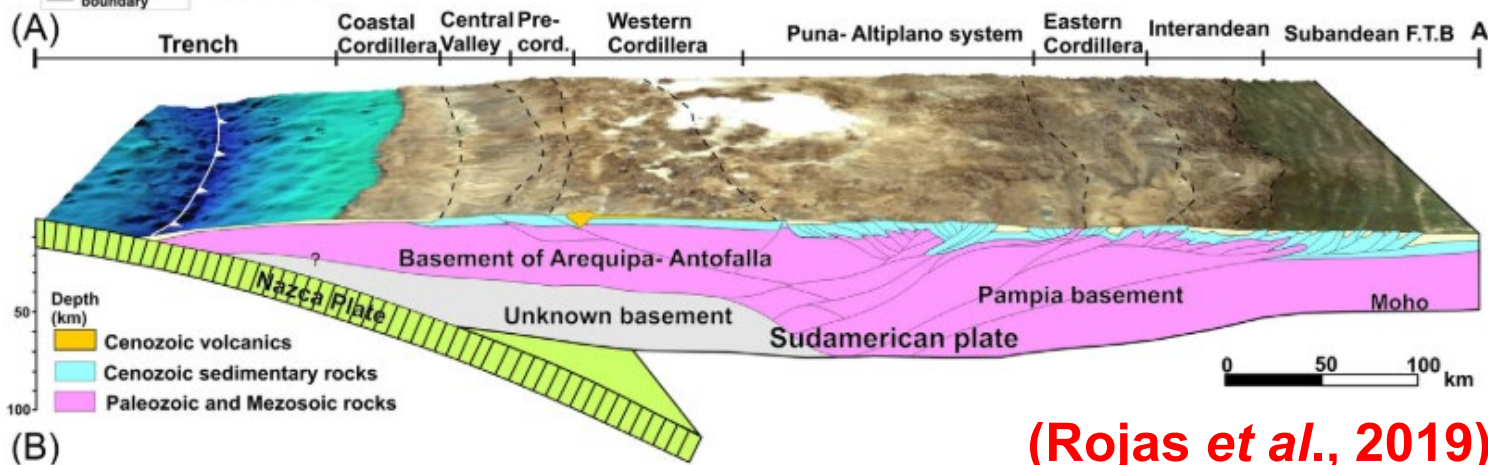 boundary
(A)
Trench
Coastal
Cordillera
Central
Valley
Pre-
cord.
Western
Cordillera
Puna- Altiplano system
Eastern
Cordillera
Interandean
Subandean F.T.B
A
?
Nazca Plate
Basement of Arequipa- Antofalla
Unknown basement
Pampia basement
Sudamerican plate
Moho
Depth
(km)
50
100
Cenozoic volcanics
Cenozoic sedimentary rocks
Paleozoic and Mezosoic rocks
0 50 100
km
(B)
(Rojas et al., 2019)